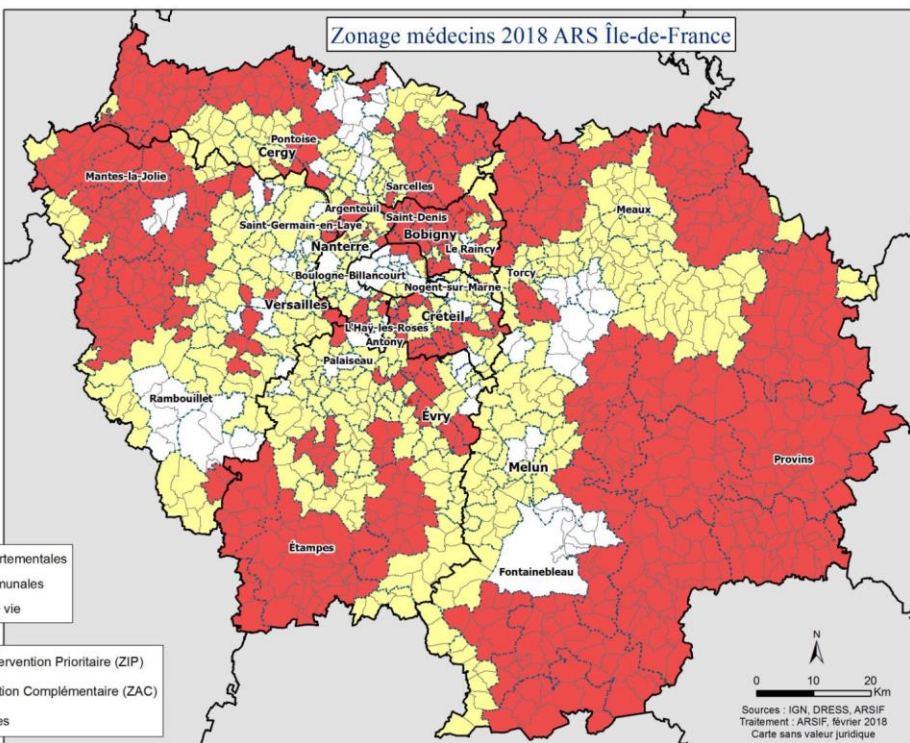 Zonage médecins 2018 ARS Île-de-France
Pontoise
Cergy
Mantes-la-Jolie
Sarcelles
Meaux
Argenteuil
Saint-Denis
Saint-Germain-en-Laye
Bobigny
Nanterre
Le Raincy
Boulogne-Billancourt
Torcy
Nogent-sur-Marne
Versailles
Créteil
L'Haÿ-les-Roses
Antony
Palaiseau
Rambouillet
Évry
Melun
Provins
Étampes
Fontainebleau
rtementales
munales
vie
ervention Prioritaire (ZIP)
tion Complémentaire (ZAC)
es
N
0 10 20
Km
Sources : IGN, DRESS, ARSIF
Traitement : ARSIF, février 2018
Carte sans valeur juridique